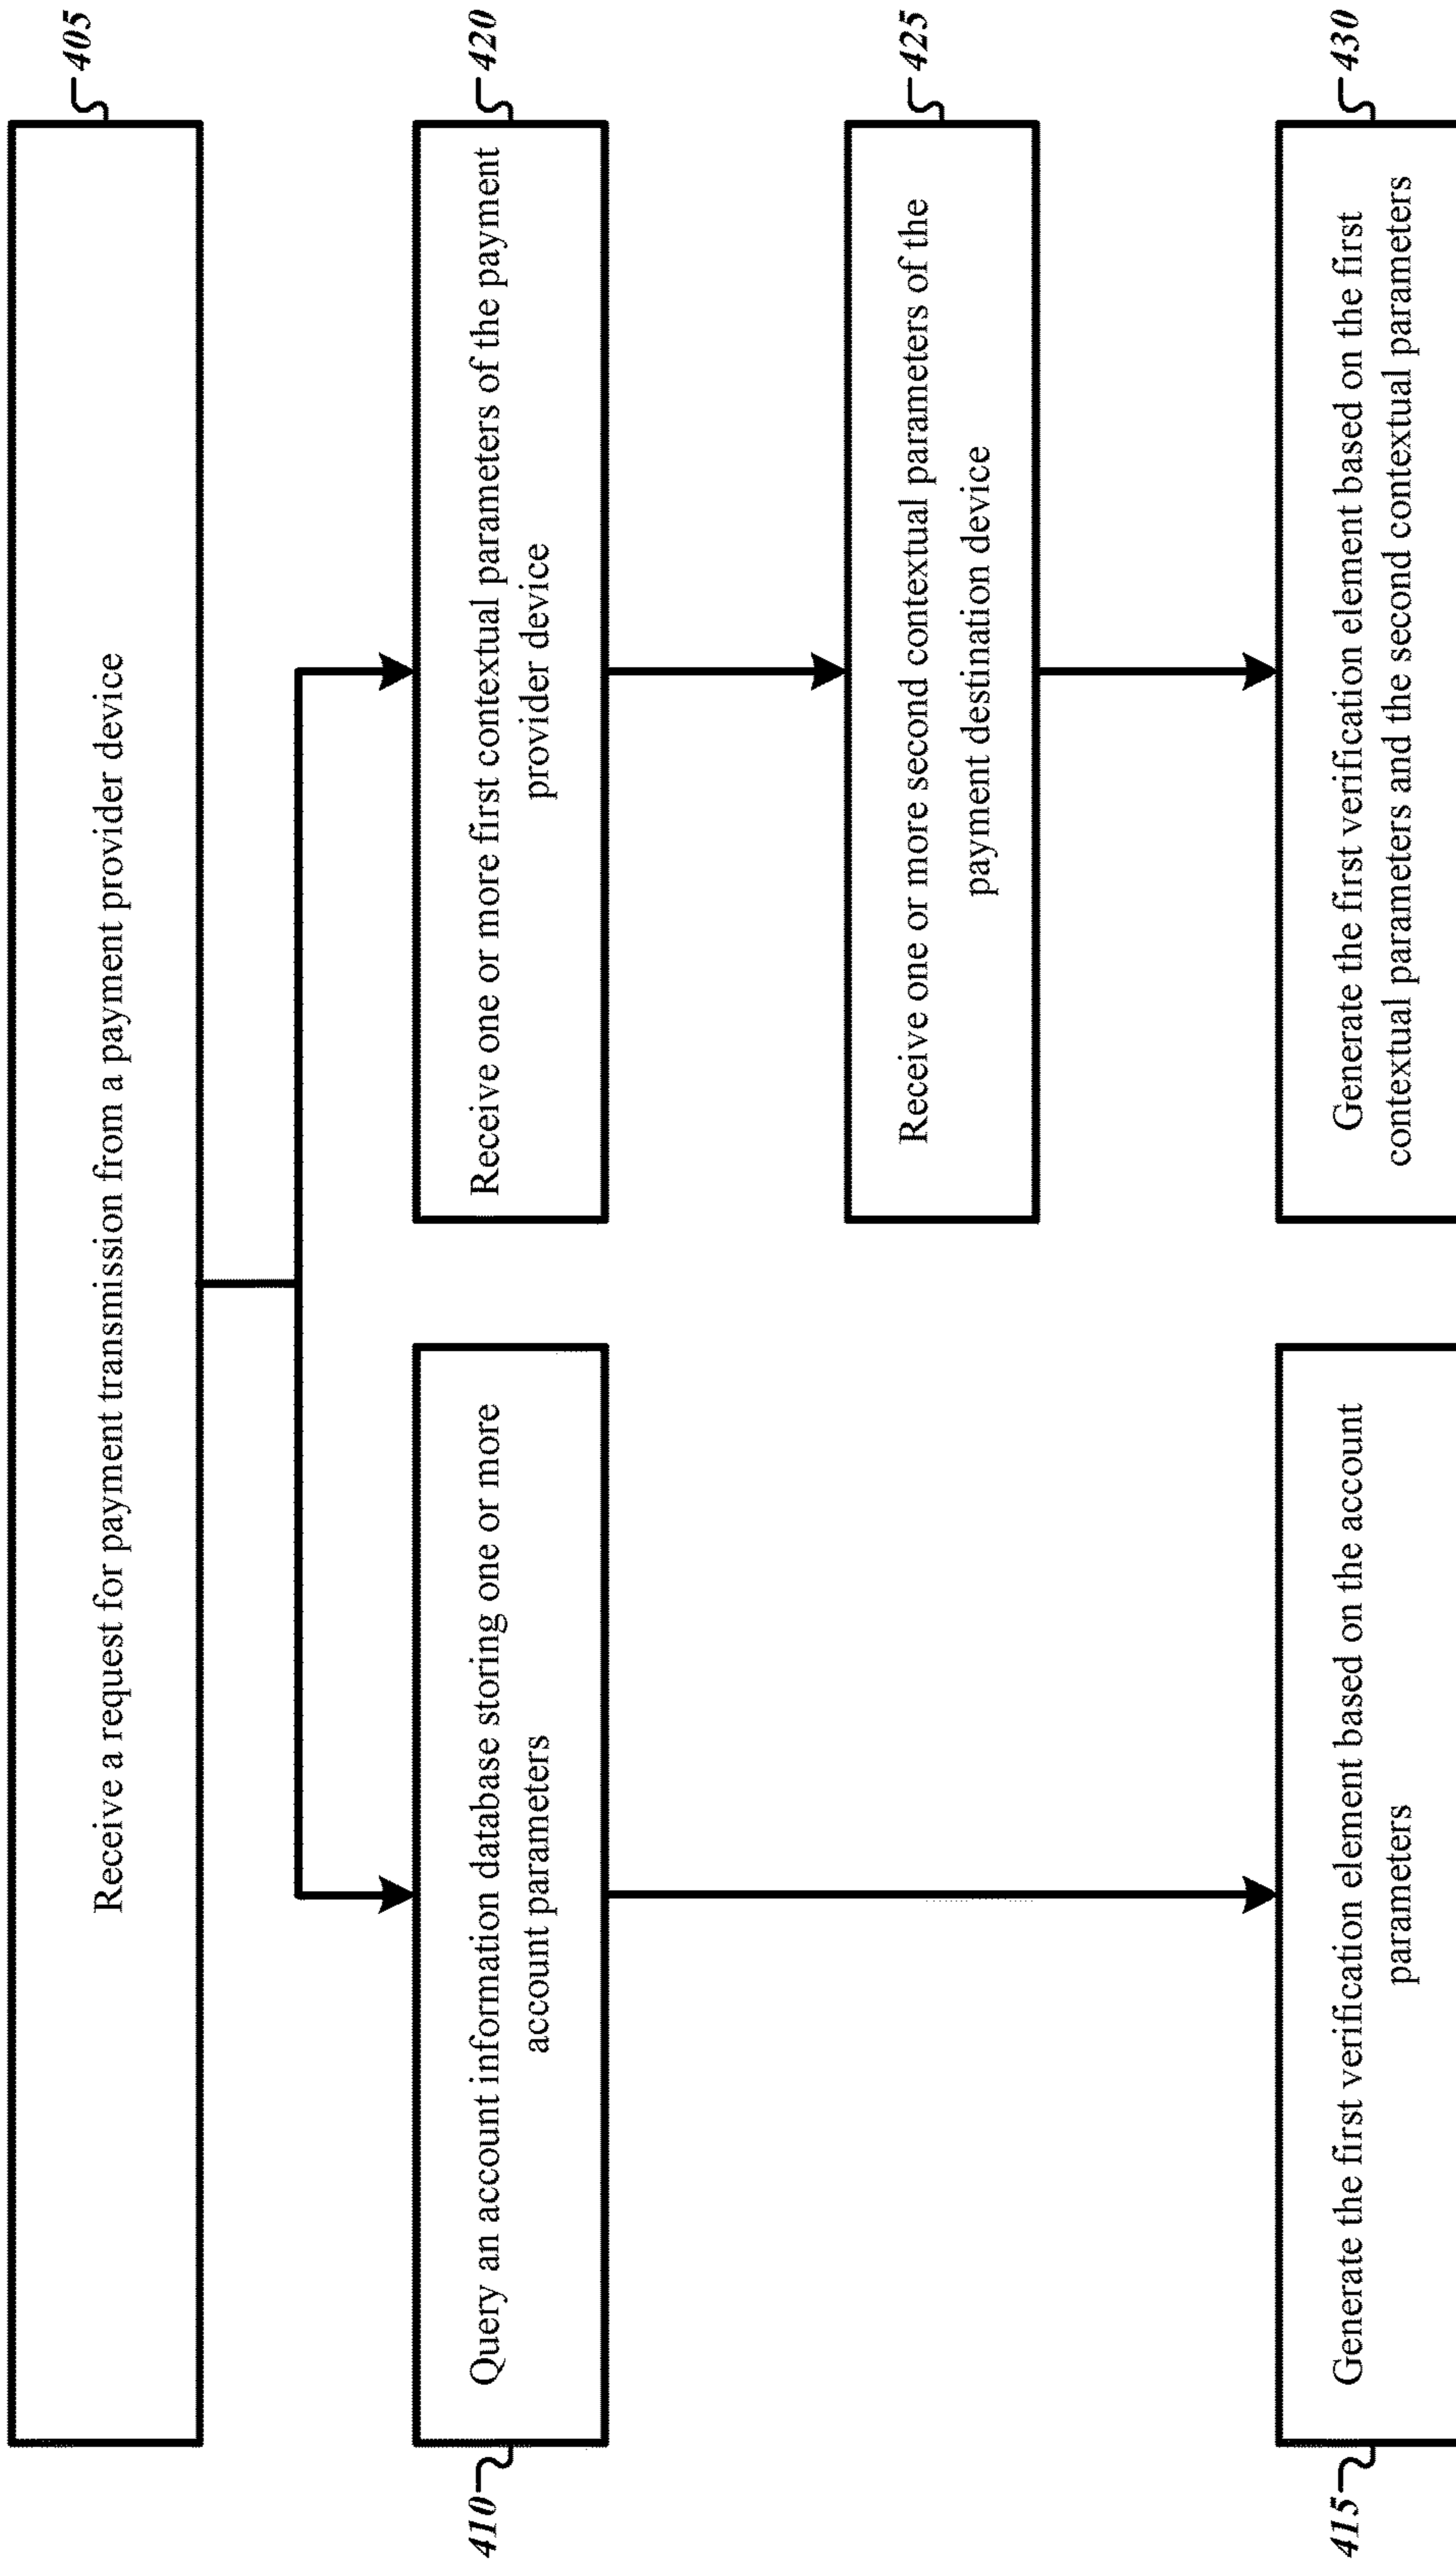 405
Receive a request for payment transmission from a payment provider device
410
Query an account information database storing one or more
account parameters
420
Receive one or more first contextual parameters of the payment
provider device
425
Receive one or more second contextual parameters of the
payment destination device
415
Generate the first verification element based on the account
parameters
430
Generate the first verification element based on the first
contextual parameters and the second contextual parameters